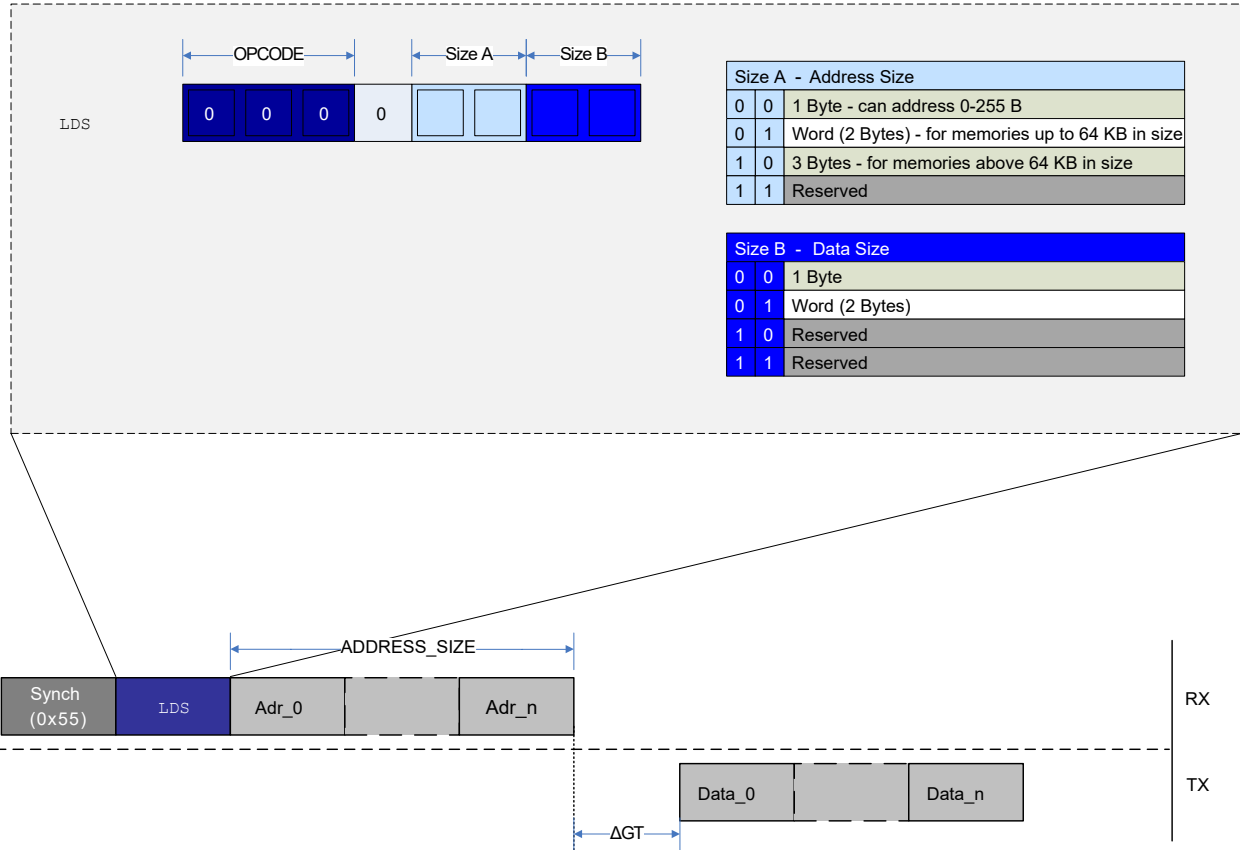 OPCODE Size A Size B
LDS 0 0 0 0
Size A - Address Size
0 0 1 Byte - can address 0-255 B
0 1 Word (2 Bytes) - for memories up to 64 KB in size
1 0 3 Bytes - for memories above 64 KB in size
1 1 Reserved
Size B - Data Size
0 0 1 Byte
0 1 Word (2 Bytes)
1 0 Reserved
1 1 Reserved
ADDRESS_SIZE
Synch
(0x55)
LDS Adr_0 Adr_n RX
Data_0 Data_n TX
ΔGT